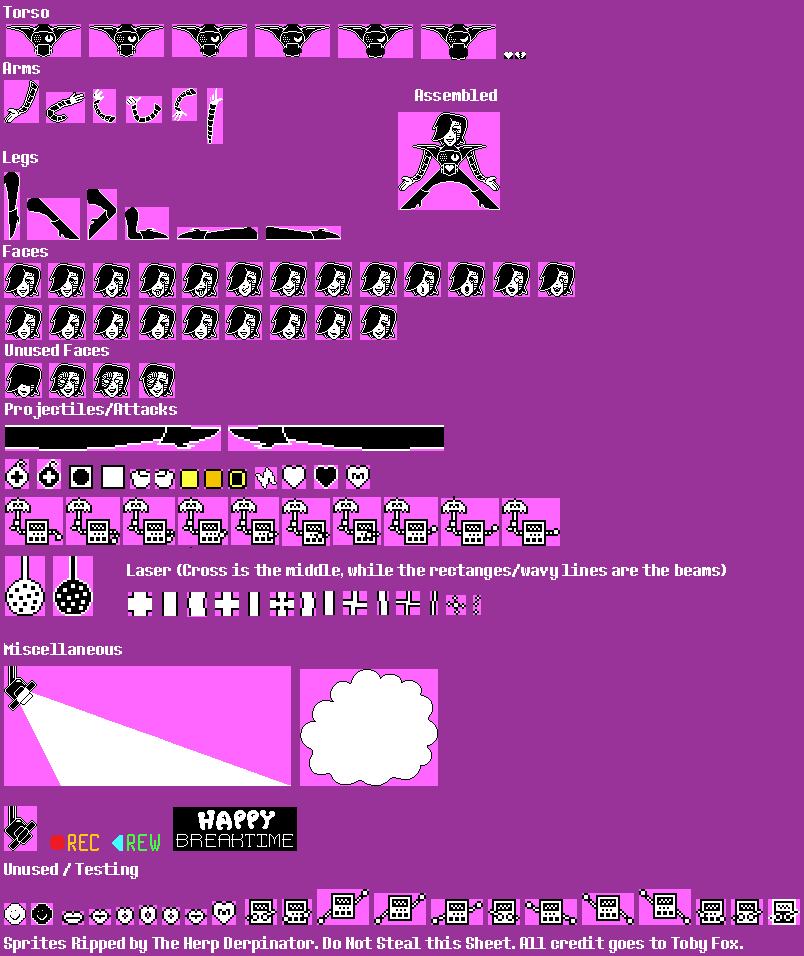 Torso
Arms
Assembled
Legs
Faces
Unused Faces
Projectiles/Attacks
Laser (Cross is the middle, while the rectanges/wavy lines are the beams)
Miscellaneous
REC
REW
HAPPY
BREAKTIME
Unused / Testing
Sprites Ripped by The Herp Derpinator. Do Not Steal this Sheet. All credit goes to Toby Fox.